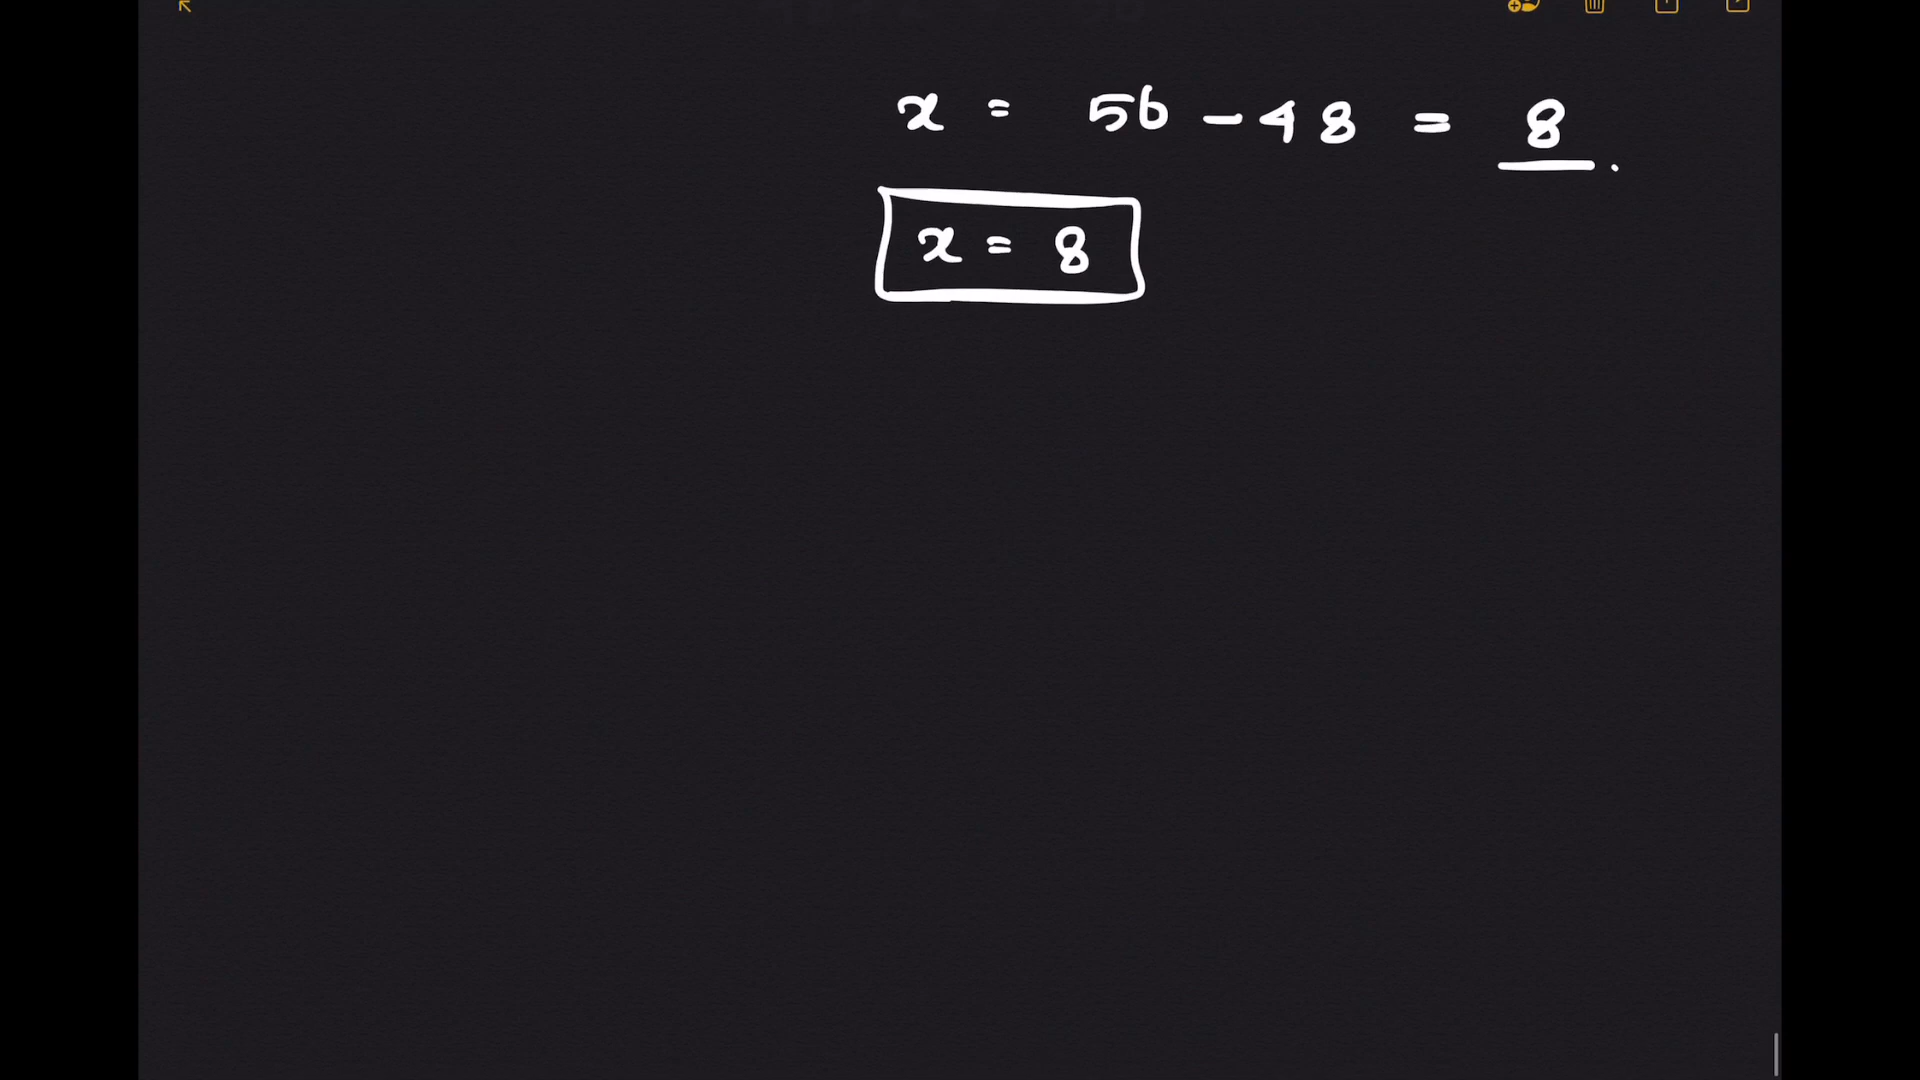 x = 56 - 48 = 8.
x = 8